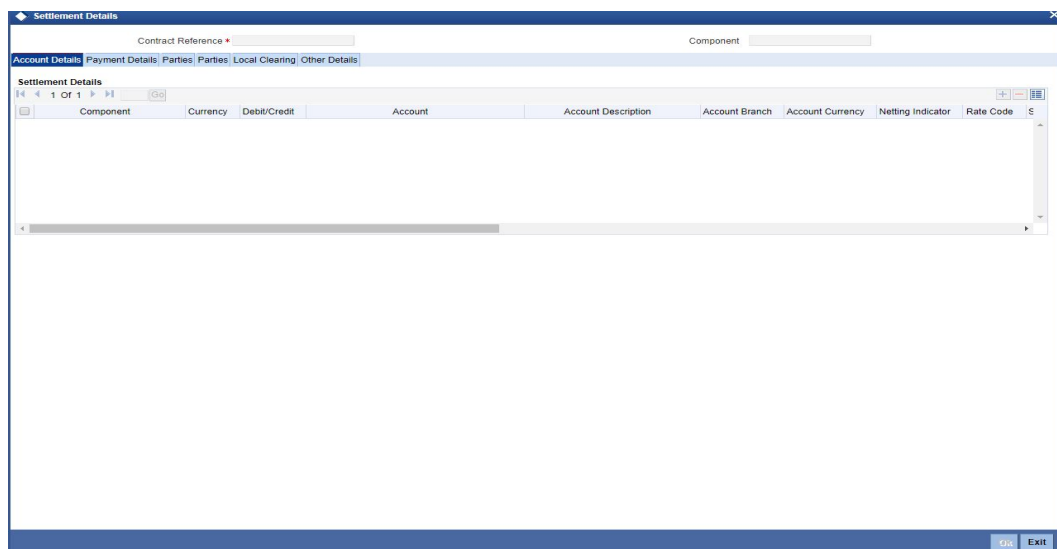 Settlement Details
Contract Reference * Component
Account Details Payment Details Parties Parties Local Clearing Other Details
Settlement Details
1 Of 1 Go
Component Currency Debit/Credit Account Account Description Account Branch Account Currency Netting Indicator Rate Code S
Ok Exit